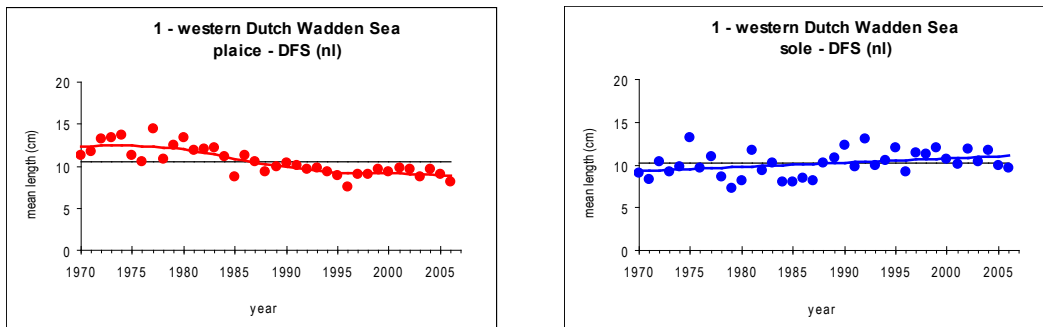 1 - western Dutch Wadden Sea
plaice - DFS (nl)
20
15
10
5
0
mean length (cm)
1970 1975 1980 1985 1990 1995 2000 2005
year
1 - western Dutch Wadden Sea
sole - DFS (nl)
20
15
10
5
0
mean length (cm)
1970 1975 1980 1985 1990 1995 2000 2005
year